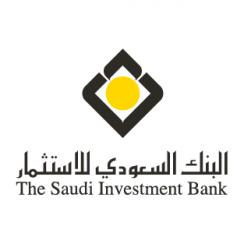 البنك السعودي للاستثمار
The Saudi Investment Bank